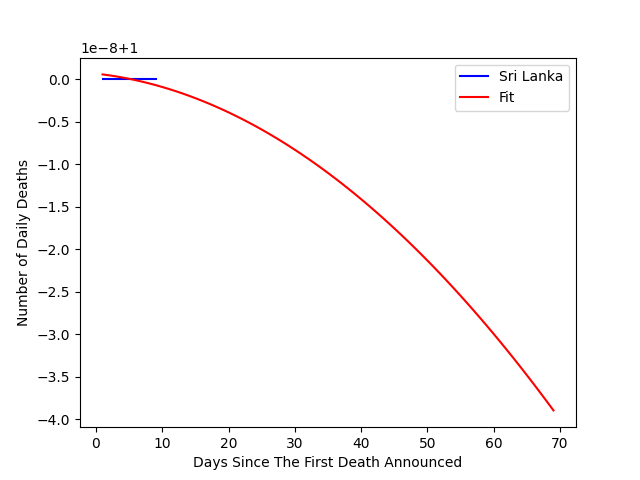 1e−8+1
0.0
−0.5
−1.0
−1.5
−2.0
−2.5
−3.0
−3.5
−4.0
Number of Daily Deaths
Sri Lanka
Fit
0 10 20 30 40 50 60 70
Days Since The First Death Announced